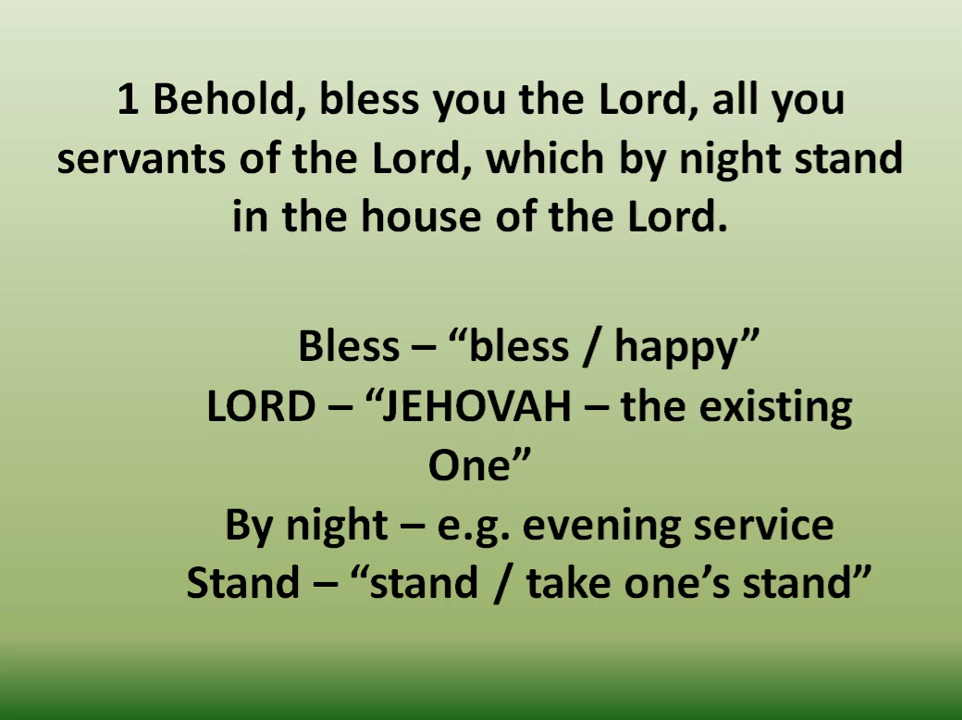 1 Behold, bless you the Lord, all you
servants of the Lord, which by night stand
in the house of the Lord.
Bless – “bless / happy”
LORD – “JEHOVAH – the existing
One”
By night – e.g. evening service
Stand – “stand / take one’s stand”